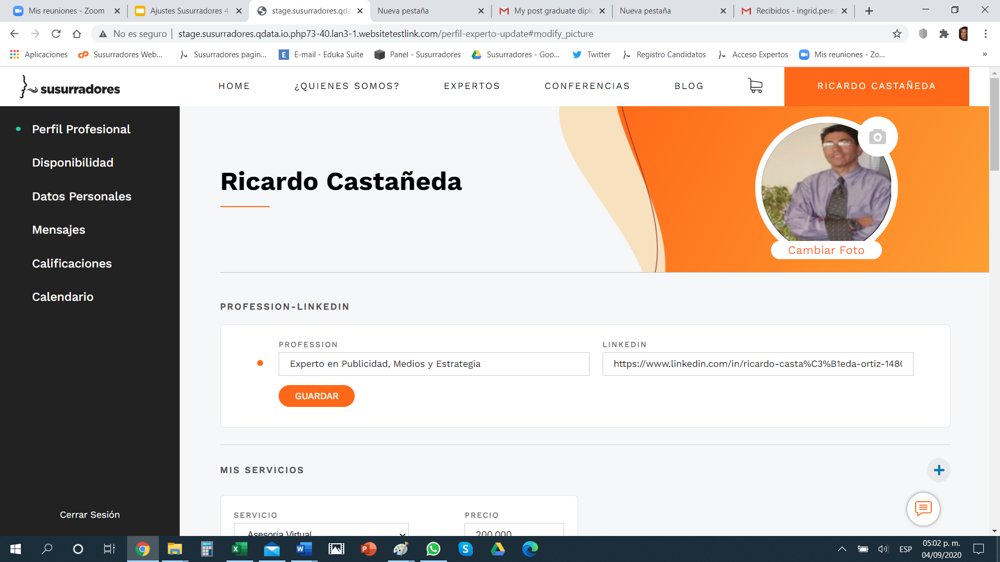 Mis reuniones - Zoom
Ajustes Susurradores 4
stage.susurradores.qda
Nueva pestaña
My post graduate diplo
Nueva pestaña
Recibidos - ingrid.pere
No es seguro
stage.susurradores.qdata.io.php73-40.lan3-1.websitetestlink.com/perfil-experto-update#modify_picture
Aplicaciones
Susurradores Web...
Susurradores pagin...
E-mail - Eduka Suite
Panel - Susurradores
Susurradores - Goo...
Twitter
Registro Candidatos
Acceso Expertos
Mis reuniones - Zo...
»
susurradores
HOME
¿QUIENES SOMOS?
EXPERTOS
CONFERENCIAS
BLOG
RICARDO CASTAÑEDA
Perfil Profesional
Disponibilidad
Datos Personales
Mensajes
Calificaciones
Calendario
Cerrar Sesión
Ricardo Castañeda
Cambiar Foto
PROFESSION-LINKEDIN
PROFESSION
LINKEDIN
Experto en Publicidad, Medios y Estrategia
https://www.linkedin.com/in/ricardo-casta%C3%B1eda-ortiz-148
GUARDAR
MIS SERVICIOS
SERVICIO
PRECIO
Asesoría Virtual
200.000
ESP
05:02 p. m.
04/09/2020